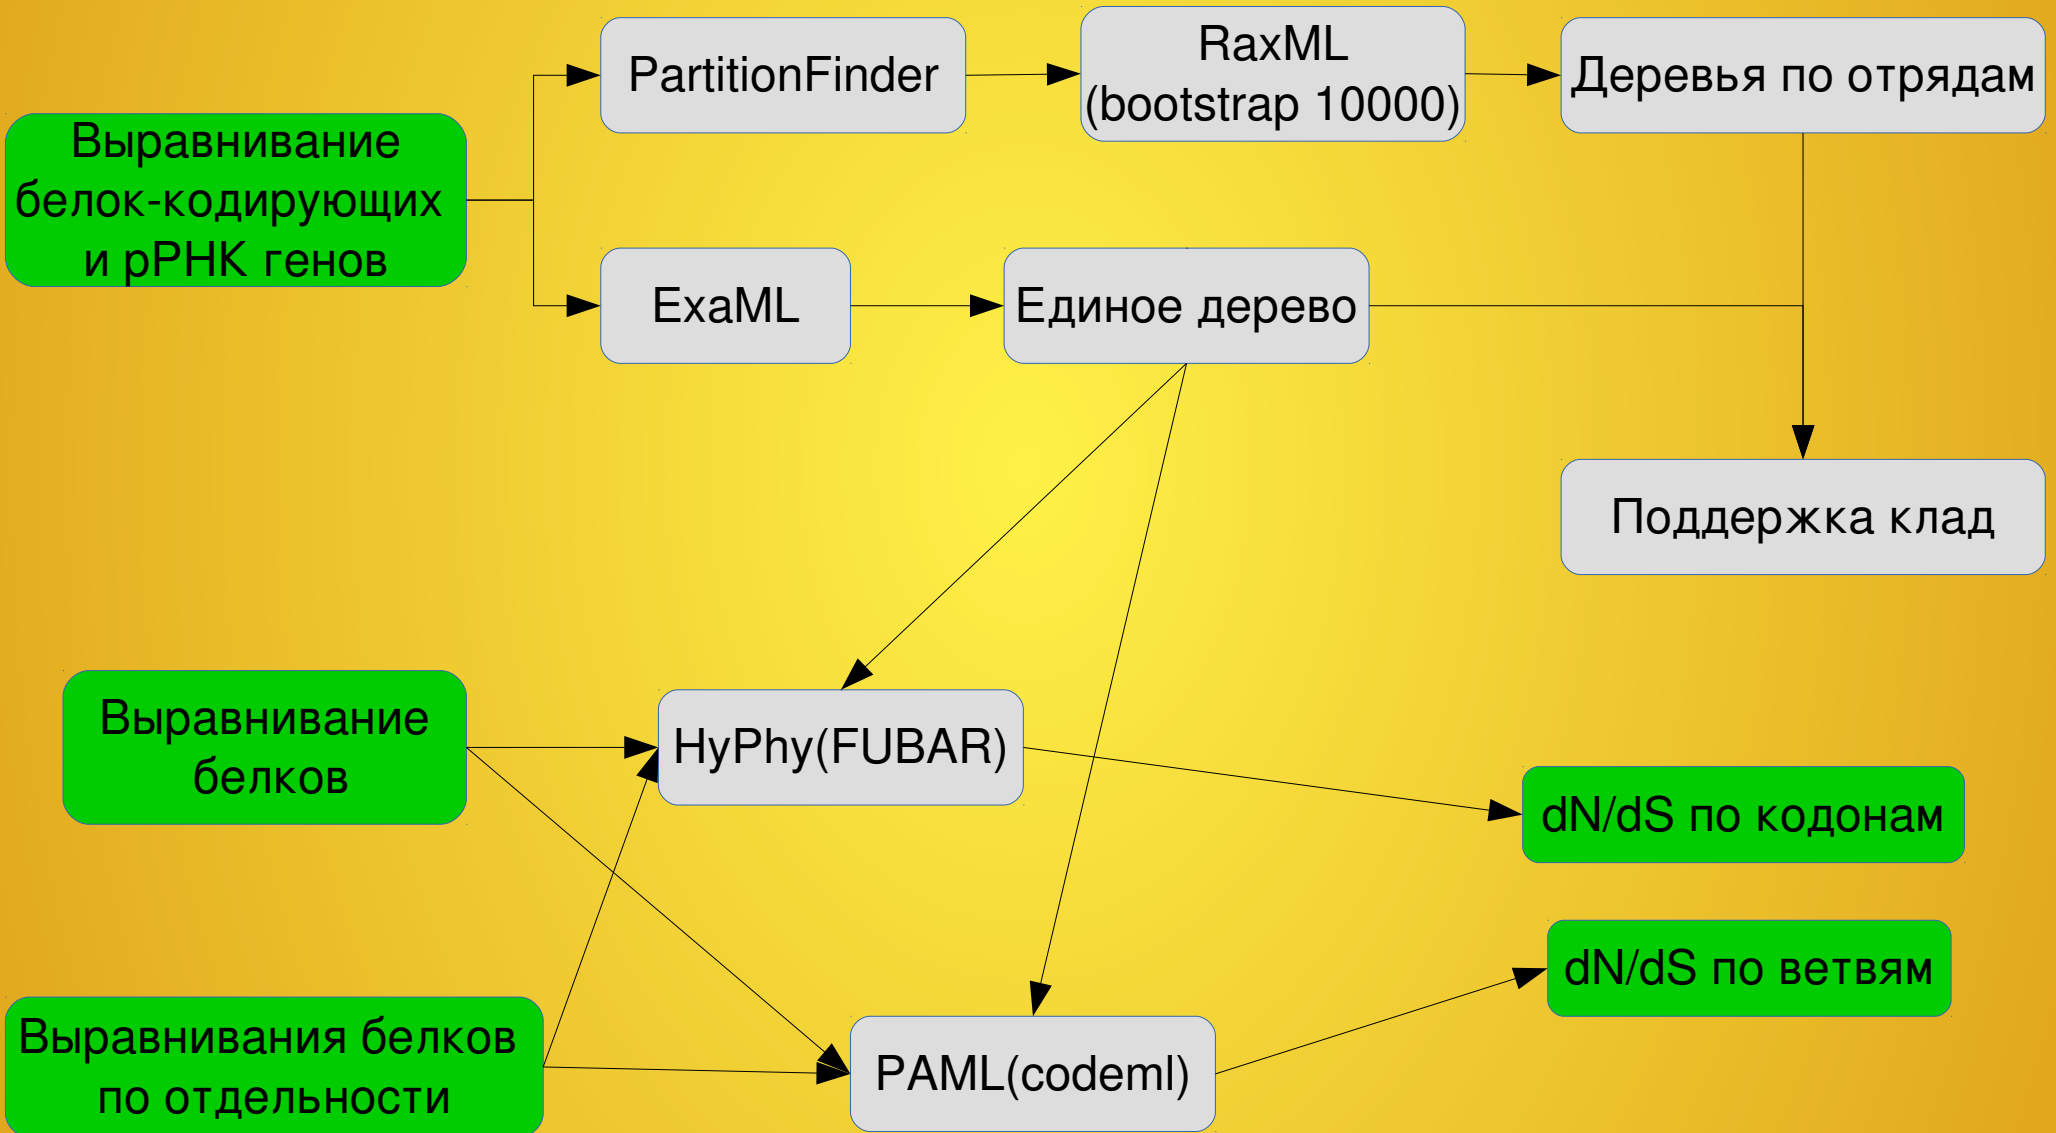 PartitionFinder
RaxML
(bootstrap 10000)
Деревья по отрядам
Выравнивание
белок-кодирующих
и рРНК генов
ExaML
Единое дерево
Поддержка клад
Выравнивание
белков
HyPhy(FUBAR)
dN/dS по кодонам
dN/dS по ветвям
Выравнивания белков
по отдельности
PAML(codeml)